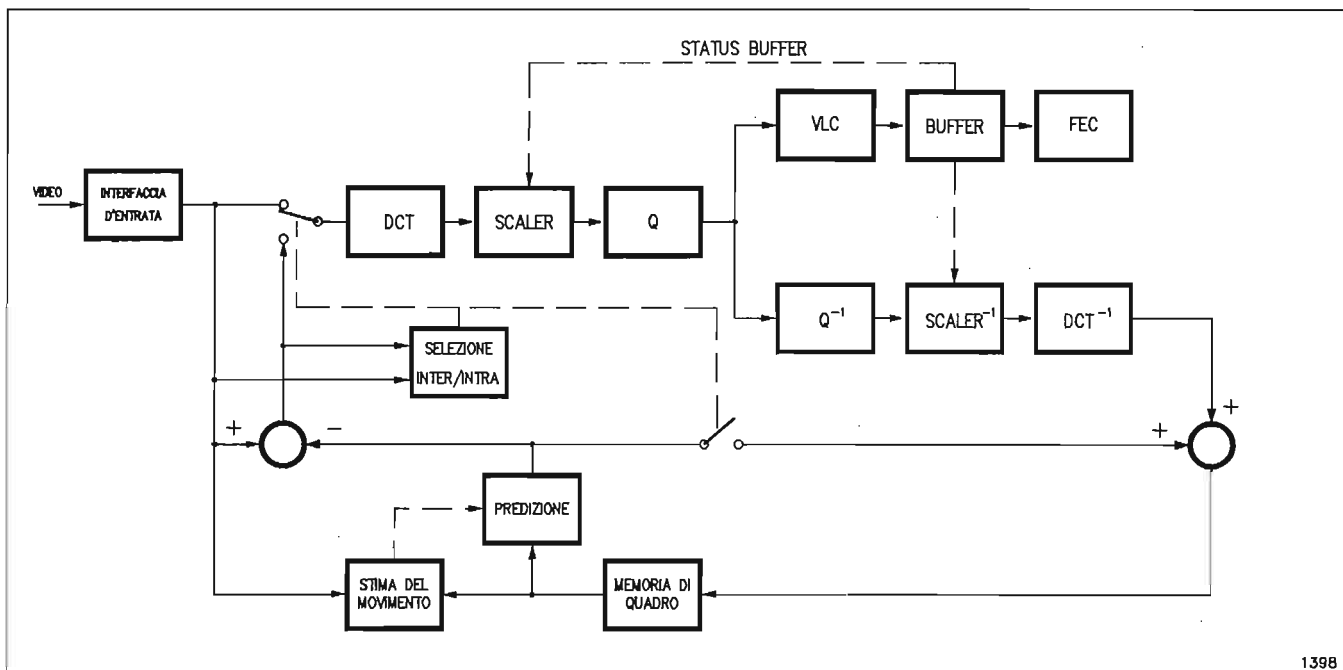 STATUS BUFFER
VLC
BUFFER
FEC
VIDEO
INTERFACCIA
D'ENTRATA
DCT
SCALER
Q
Q⁻¹
SCALER⁻¹
DCT⁻¹
SELEZIONE
INTER/INTRA
+
-
+
+
PREDIZIONE
STIMA DEL
MOVIMENTO
MEMORIA DI
QUADRO
1398